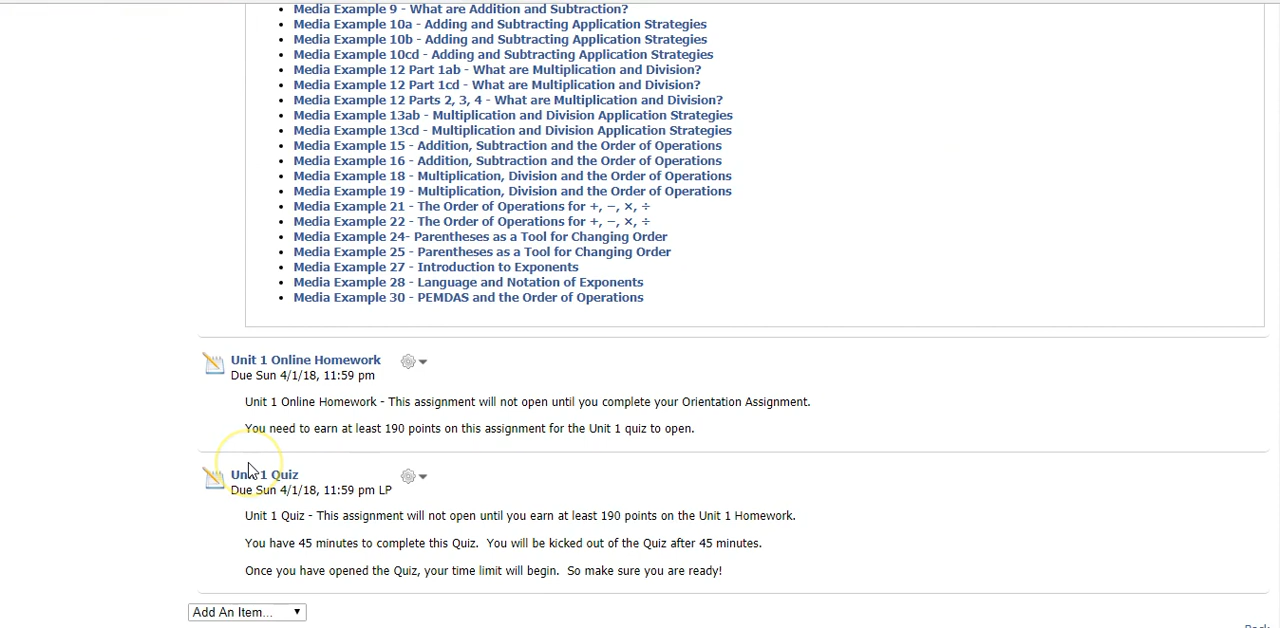 Media Example 9 - What are Addition and Subtraction?
Media Example 10a - Adding and Subtracting Application Strategies
Media Example 10b - Adding and Subtracting Application Strategies
Media Example 10cd - Adding and Subtracting Application Strategies
Media Example 12 Part 1ab - What are Multiplication and Division?
Media Example 12 Part 1cd - What are Multiplication and Division?
Media Example 12 Parts 2, 3, 4 - What are Multiplication and Division?
Media Example 13ab - Multiplication and Division Application Strategies
Media Example 13cd - Multiplication and Division Application Strategies
Media Example 15 - Addition, Subtraction and the Order of Operations
Media Example 16 - Addition, Subtraction and the Order of Operations
Media Example 18 - Multiplication, Division and the Order of Operations
Media Example 19 - Multiplication, Division and the Order of Operations
Media Example 21 - The Order of Operations for +, −, ×, ÷
Media Example 22 - The Order of Operations for +, −, ×, ÷
Media Example 24- Parentheses as a Tool for Changing Order
Media Example 25 - Parentheses as a Tool for Changing Order
Media Example 27 - Introduction to Exponents
Media Example 28 - Language and Notation of Exponents
Media Example 30 - PEMDAS and the Order of Operations
Unit 1 Online Homework
Due Sun 4/1/18, 11:59 pm
Unit 1 Online Homework - This assignment will not open until you complete your Orientation Assignment.
You need to earn at least 190 points on this assignment for the Unit 1 quiz to open.
Unit 1 Quiz
Due Sun 4/1/18, 11:59 pm LP
Unit 1 Quiz - This assignment will not open until you earn at least 190 points on the Unit 1 Homework.
You have 45 minutes to complete this Quiz.  You will be kicked out of the Quiz after 45 minutes.
Once you have opened the Quiz, your time limit will begin.  So make sure you are ready!
Add An Item...
Back